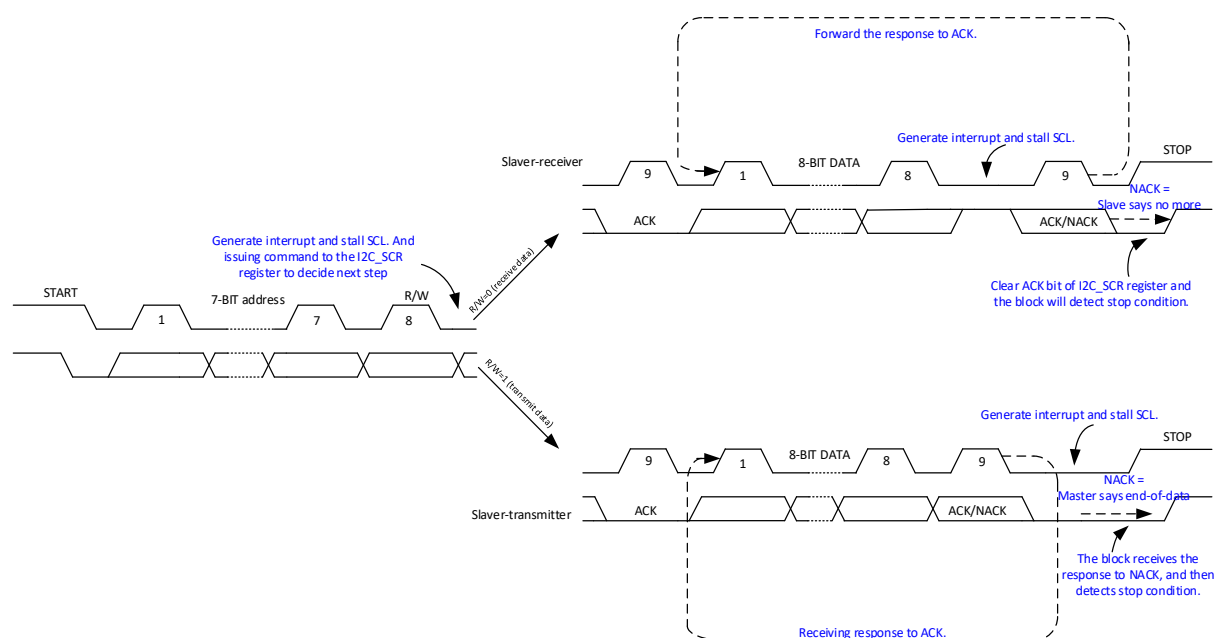 Forward the response to ACK.
Generate interrupt and stall SCL.
STOP
Slaver-receiver
8-BIT DATA
9
1
8
9
NACK =
Slave says no more
ACK
ACK/NACK
Clear ACK bit of I2C_SCR register and
the block will detect stop condition.
Generate interrupt and stall SCL. And
issuing command to the I2C_SCR
register to decide next step
R/W=0 (receive data)
START
7-BIT address
R/W
1
7
8
R/W=1 (transmit data)
Generate interrupt and stall SCL.
STOP
8-BIT DATA
9
1
8
9
NACK =
Master says end-of-data
Slaver-transmitter
ACK
ACK/NACK
The block receives the
response to NACK, and then
detects stop condition.
Receiving response to ACK.